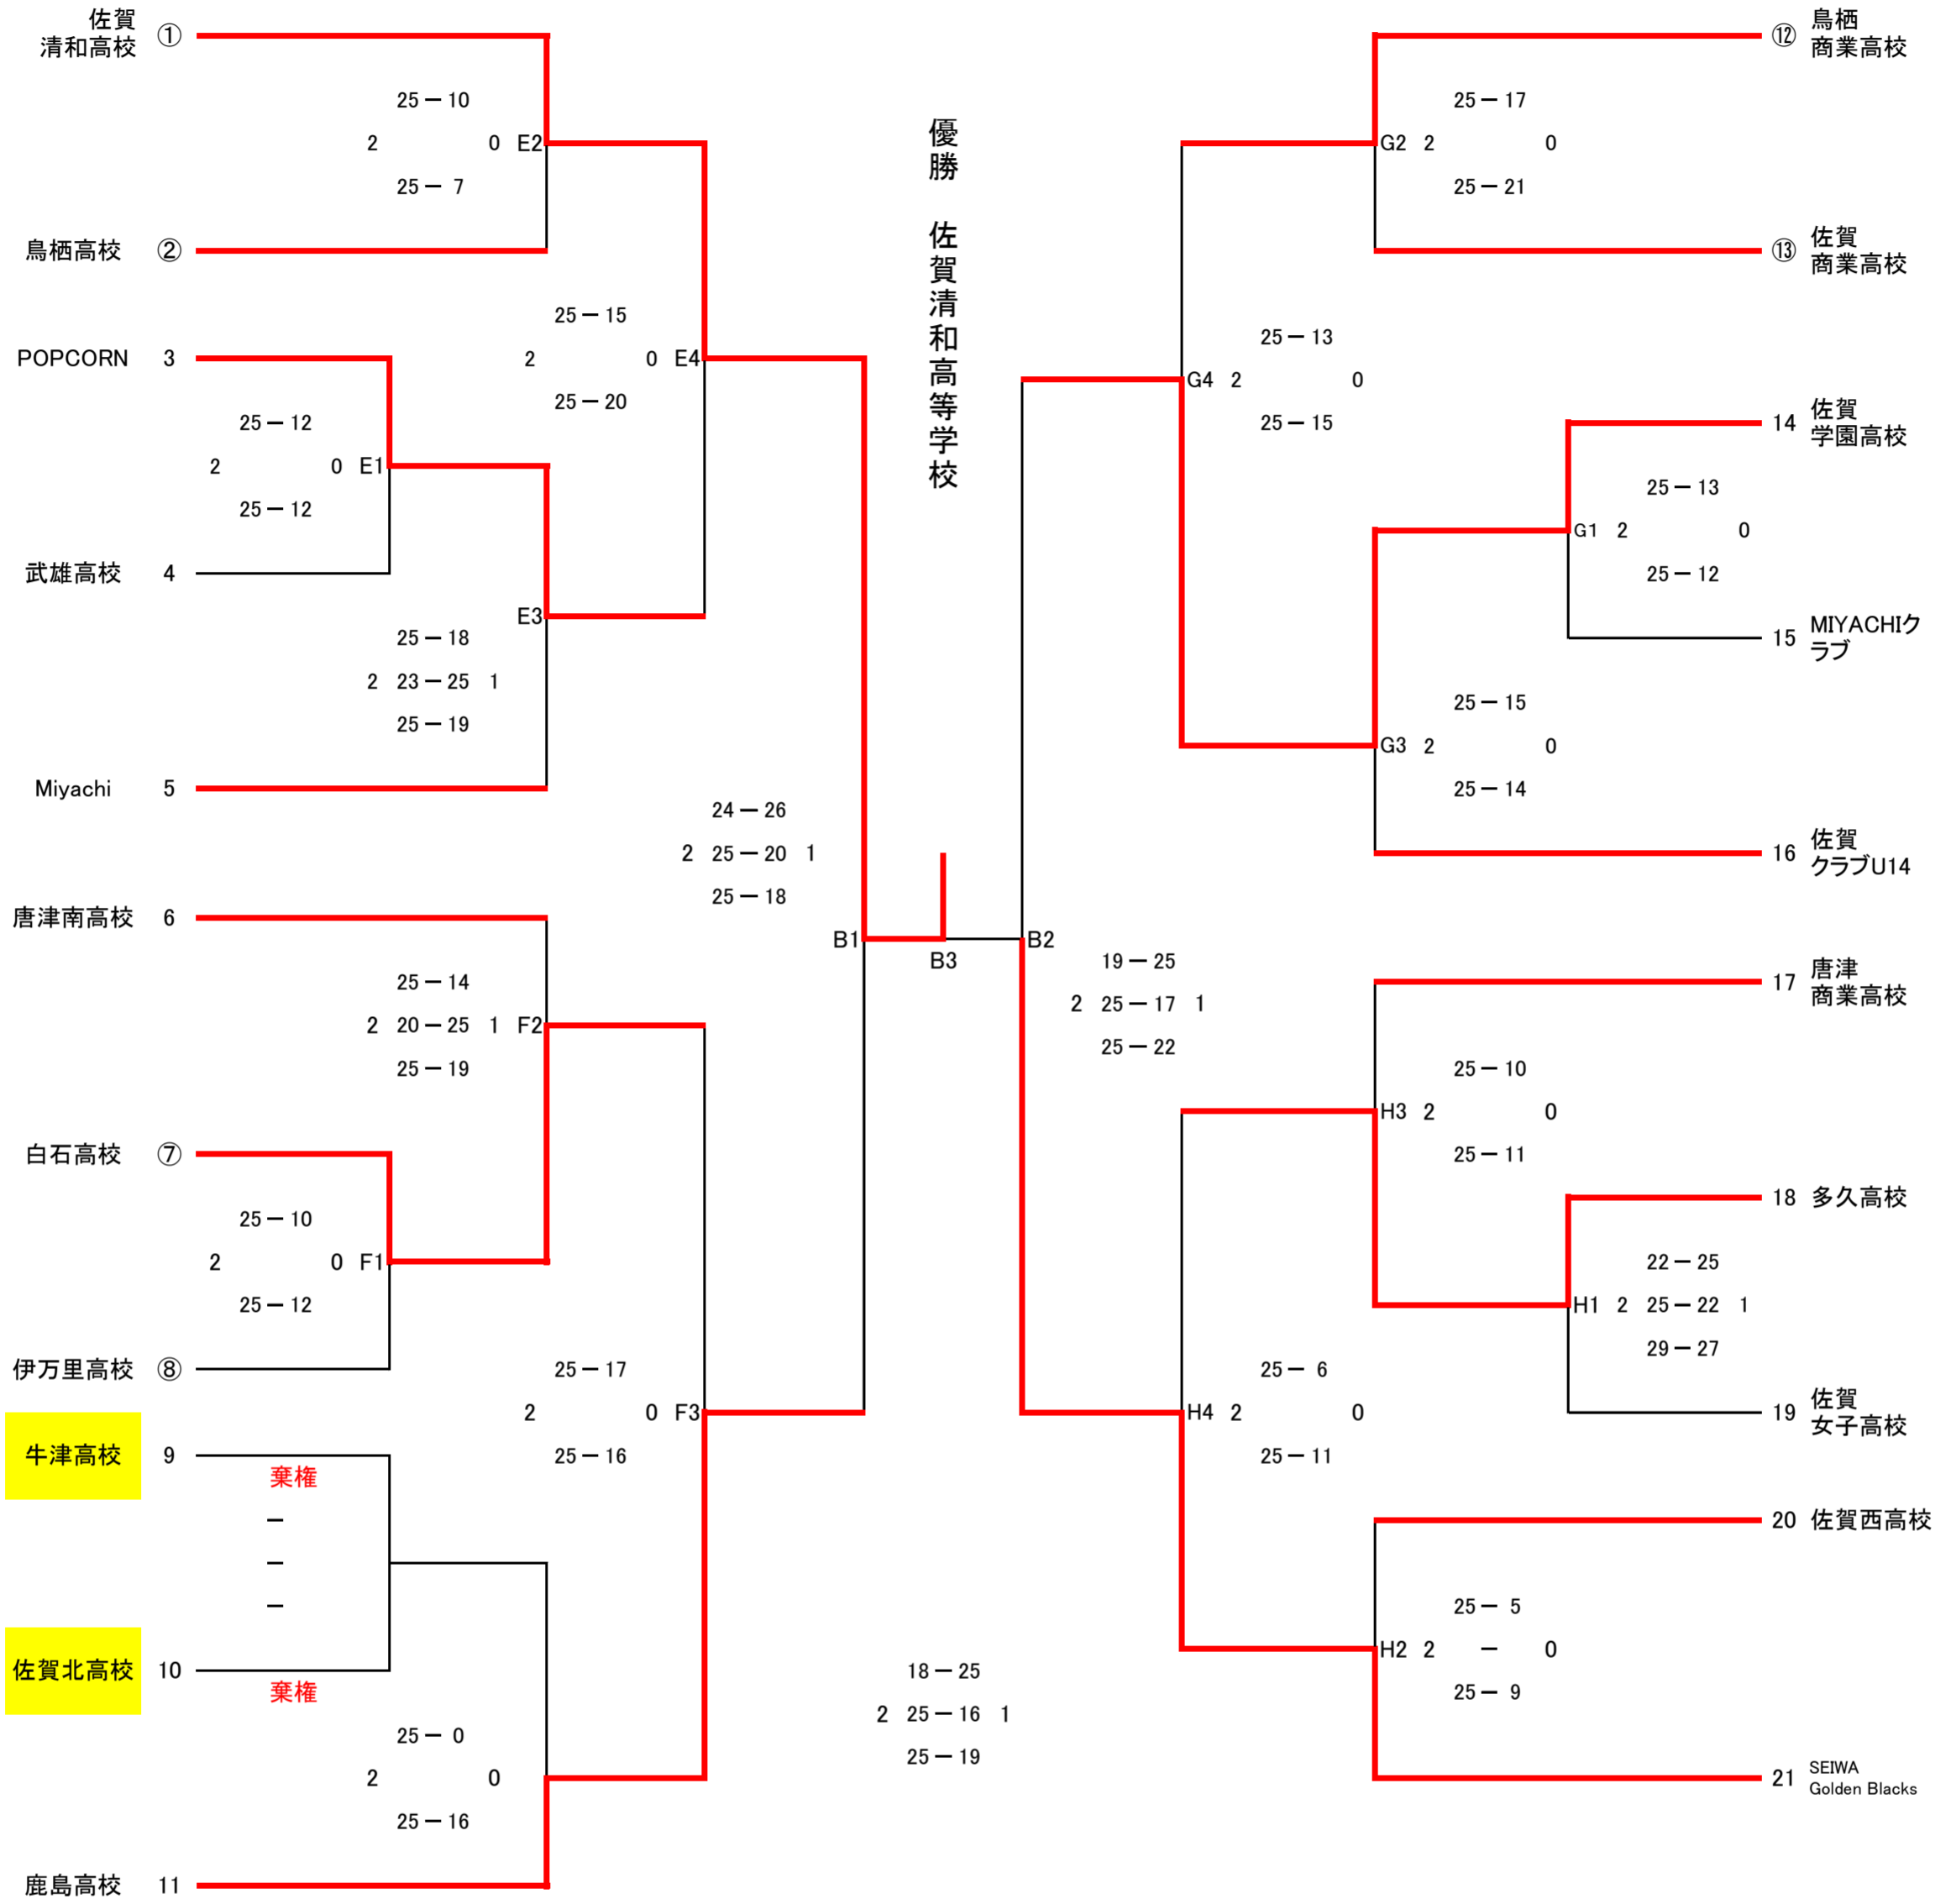 佐賀
清和高校 ①
25－10
2 0 E2
25－ 7
鳥栖高校 ②
25－15
2 0 E4
25－20
POPCORN 3
25－12
2 0 E1
25－12
武雄高校 4
E3
25－18
2 23－25 1
25－19
Miyachi 5
24－26
2 25－20 1
25－18
唐津南高校 6
B1
25－14
2 20－25 1 F2
25－19
白石高校 ⑦
25－10
2 0 F1
25－12
伊万里高校 ⑧
25－17
2 0 F3
25－16
牛津高校 9
棄権
－
－
－
佐賀北高校 10
棄権
25－ 0
2 0
25－16
鹿島高校 11
優勝 佐賀清和高等学校
B3
18－25
2 25－16 1
25－19
⑫ 鳥栖
商業高校
25－17
G2 2 0
25－21
⑬ 佐賀
商業高校
25－13
G4 2 0
25－15
14 佐賀
学園高校
25－13
G1 2 0
25－12
15 MIYACHIク
ラブ
25－15
G3 2 0
25－14
16 佐賀
クラブU14
B2
19－25
2 25－17 1
25－22
17 唐津
商業高校
25－10
H3 2 0
25－11
18 多久高校
22－25
H1 2 25－22 1
29－27
19 佐賀
女子高校
25－ 6
H4 2 0
25－11
20 佐賀西高校
25－ 5
H2 2 － 0
25－ 9
21 SEIWA
Golden Blacks